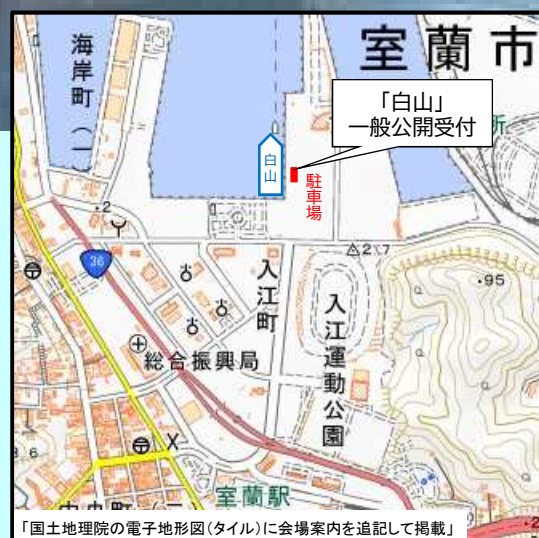 室蘭市
海岸町(一)
「白山」
一般公開受付
所
白山
駐車場
・2
36
△2.7
・95
入江町
入江運動公園
総合振興局
室蘭駅
「国土地理院の電子地形図(タイル)に会場案内を追記して掲載」